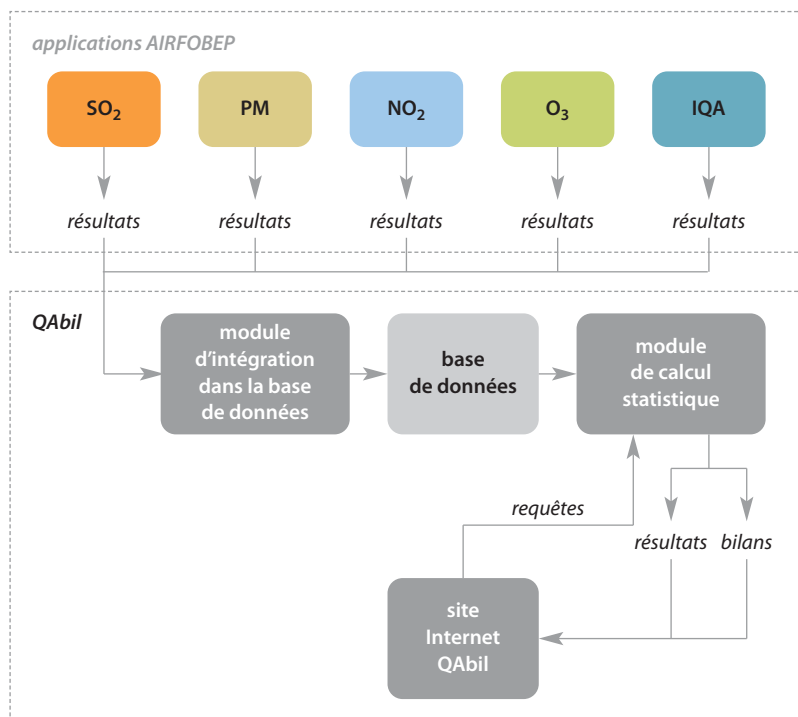 applications AIRFOBEP
SO₂
PM
NO₂
O₃
IQA
résultats
résultats
résultats
résultats
résultats
QAbil
module
d'intégration
dans la base
de données
base
de données
module
de calcul
statistique
requêtes
résultats
bilans
site
Internet
QAbil